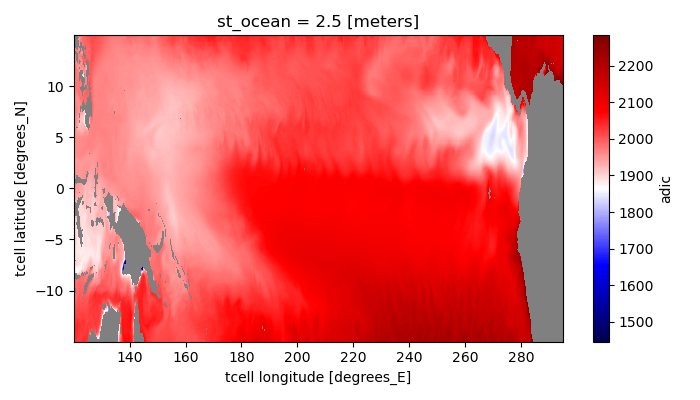 st_ocean = 2.5 [meters]
10
5
0
−5
−10
tcell latitude [degrees_N]
140 160 180 200 220 240 260 280
tcell longitude [degrees_E]
2200
2100
2000
1900
1800
1700
1600
1500
adic